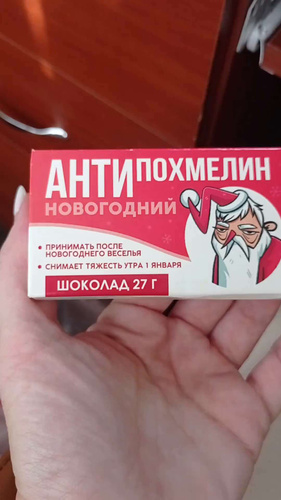 АНТИПОХМЕЛИН
НОВОГОДНИЙ
• ПРИНИМАТЬ ПОСЛЕ
НОВОГОДНЕГО ВЕСЕЛЬЯ
• СНИМАЕТ ТЯЖЕСТЬ УТРА 1 ЯНВАРЯ
ШОКОЛАД 27 Г